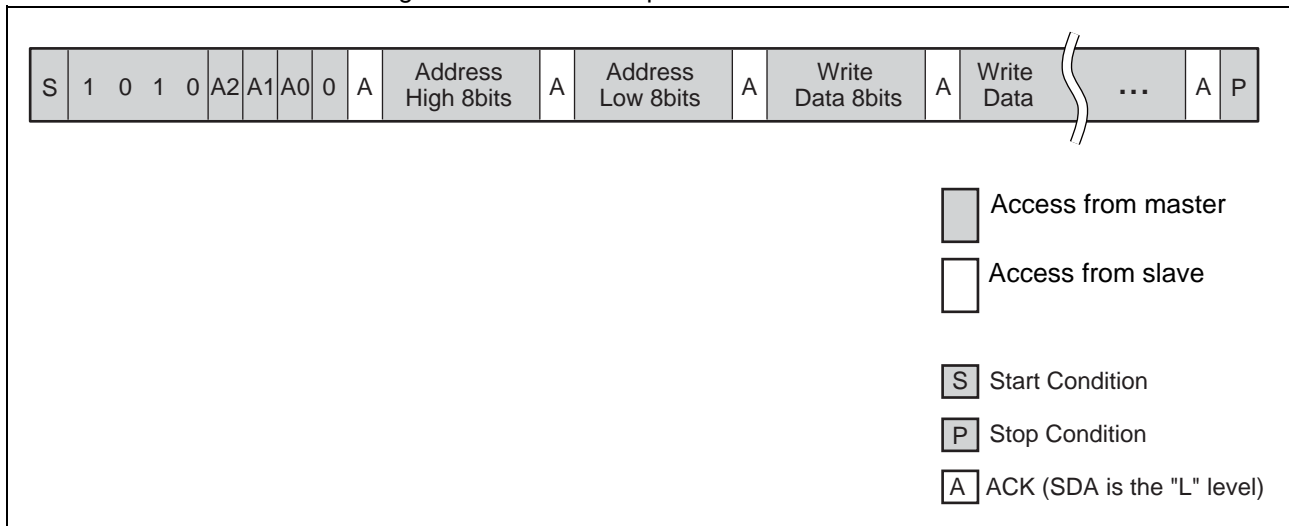 S 1 0 1 0 A2 A1 A0 0 A Address High 8bits A Address Low 8bits A Write Data 8bits A Write Data ... A P
Access from master
Access from slave
S Start Condition
P Stop Condition
A ACK (SDA is the "L" level)